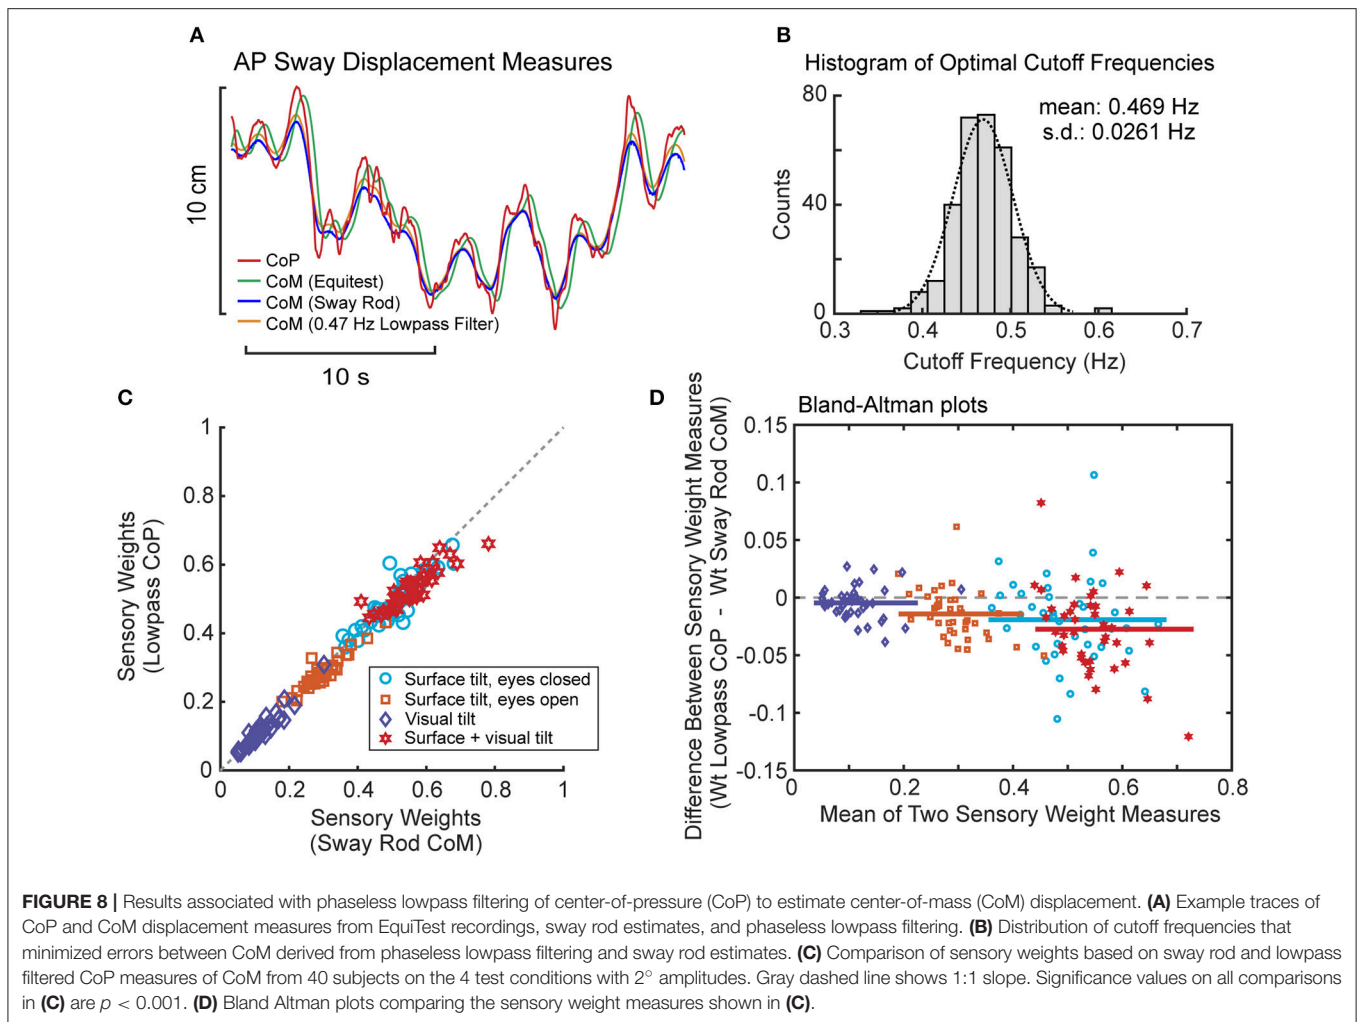 A
AP Sway Displacement Measures
10 cm
CoP
CoM (Equitest)
CoM (Sway Rod)
CoM (0.47 Hz Lowpass Filter)
10 s
B
Histogram of Optimal Cutoff Frequencies
mean: 0.469 Hz
s.d.: 0.0261 Hz
80
40
0
Counts
0.3
0.4
0.5
0.6
0.7
Cutoff Frequency (Hz)
C
1
0.8
0.6
0.4
0.2
0
Sensory Weights
(Lowpass CoP)
Surface tilt, eyes closed
Surface tilt, eyes open
Visual tilt
Surface + visual tilt
0
0.2
0.4
0.6
0.8
1
Sensory Weights
(Sway Rod CoM)
D
Bland-Altman plots
Difference Between Sensory Weight Measures
(Wt Lowpass CoP - Wt Sway Rod CoM)
0.15
0.1
0.05
0
-0.05
-0.1
-0.15
0
0.2
0.4
0.6
0.8
Mean of Two Sensory Weight Measures
FIGURE 8 | Results associated with phaseless lowpass filtering of center-of-pressure (CoP) to estimate center-of-mass (CoM) displacement. (A) Example traces of
CoP and CoM displacement measures from EquiTest recordings, sway rod estimates, and phaseless lowpass filtering. (B) Distribution of cutoff frequencies that
minimized errors between CoM derived from phaseless lowpass filtering and sway rod estimates. (C) Comparison of sensory weights based on sway rod and lowpass
filtered CoP measures of CoM from 40 subjects on the 4 test conditions with 2° amplitudes. Gray dashed line shows 1:1 slope. Significance values on all comparisons
in (C) are p < 0.001. (D) Bland Altman plots comparing the sensory weight measures shown in (C).